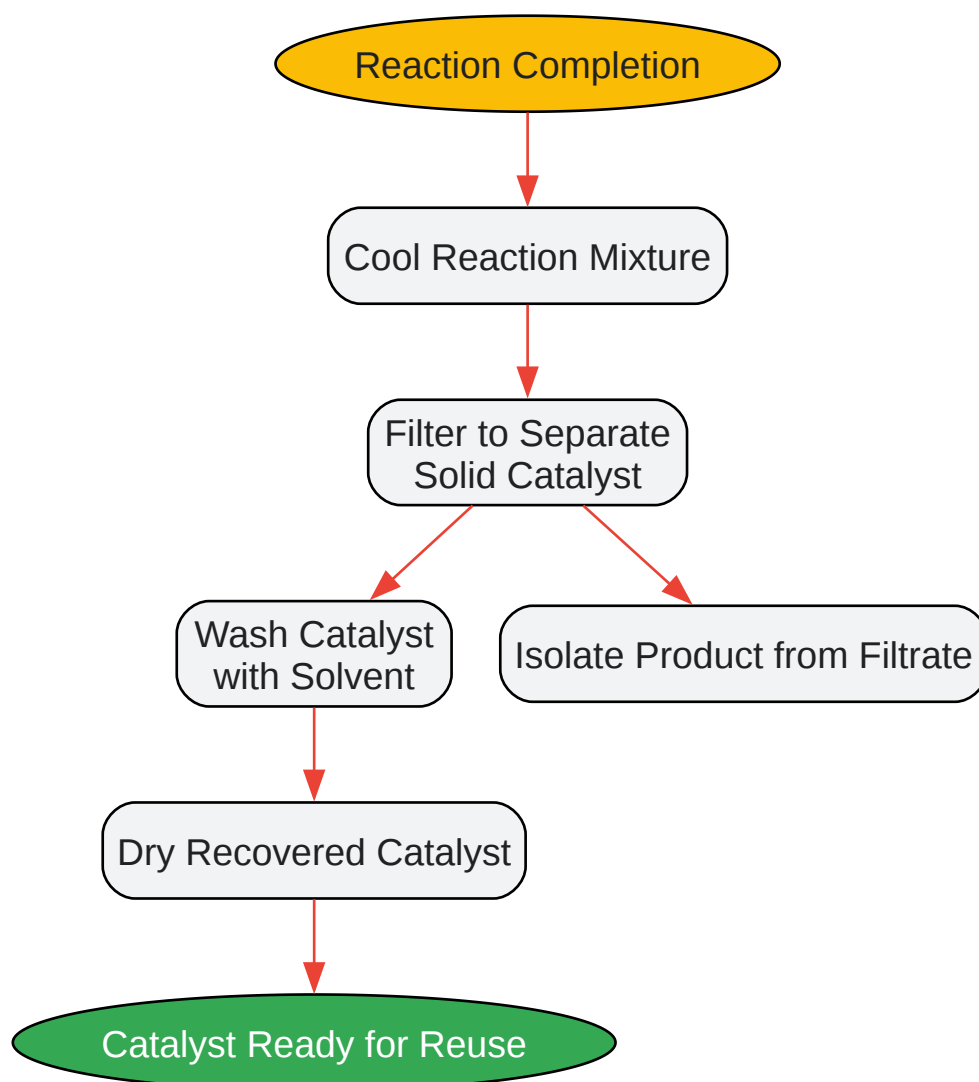 Reaction Completion
Cool Reaction Mixture
Filter to Separate
Solid Catalyst
Wash Catalyst
with Solvent
Isolate Product from Filtrate
Dry Recovered Catalyst
Catalyst Ready for Reuse